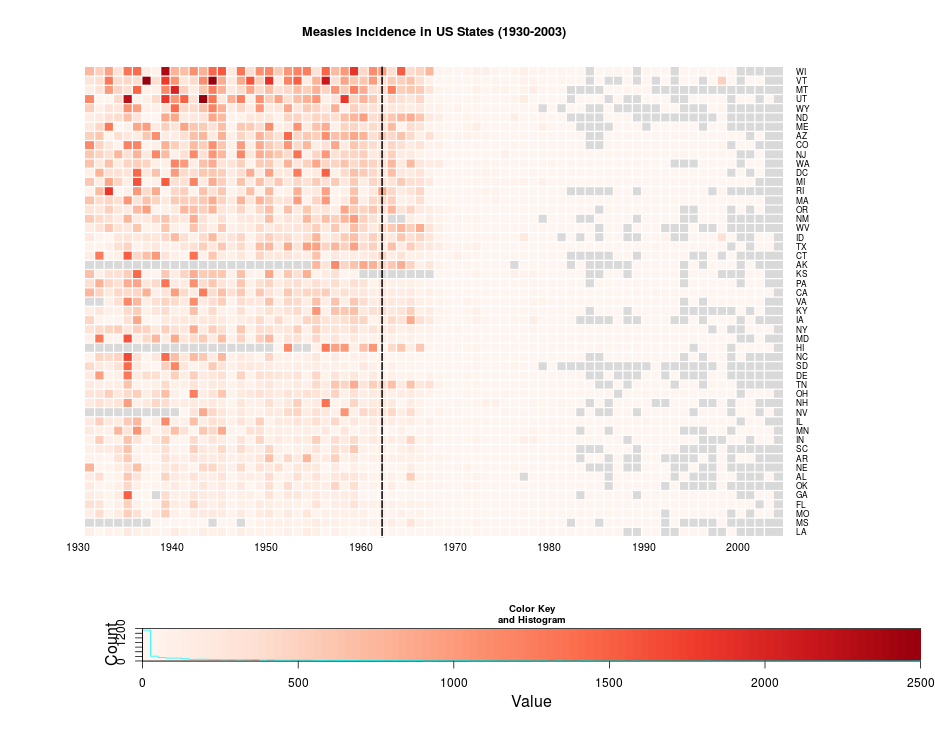 Measles Incidence in US States (1930-2003)
WI
VT
MT
UT
WY
ND
ME
AZ
CO
NJ
WA
DC
MI
RI
MA
OR
NM
WV
ID
TX
CT
AK
KS
PA
CA
VA
KY
IA
NY
MD
HI
NC
SD
DE
TN
OH
NH
NV
IL
MN
IN
SC
AR
NE
AL
OK
GA
FL
MO
MS
LA
1930 1940 1950 1960 1970 1980 1990 2000
Color Key
and Histogram
Count
0 1200
0 500 1000 1500 2000 2500
Value